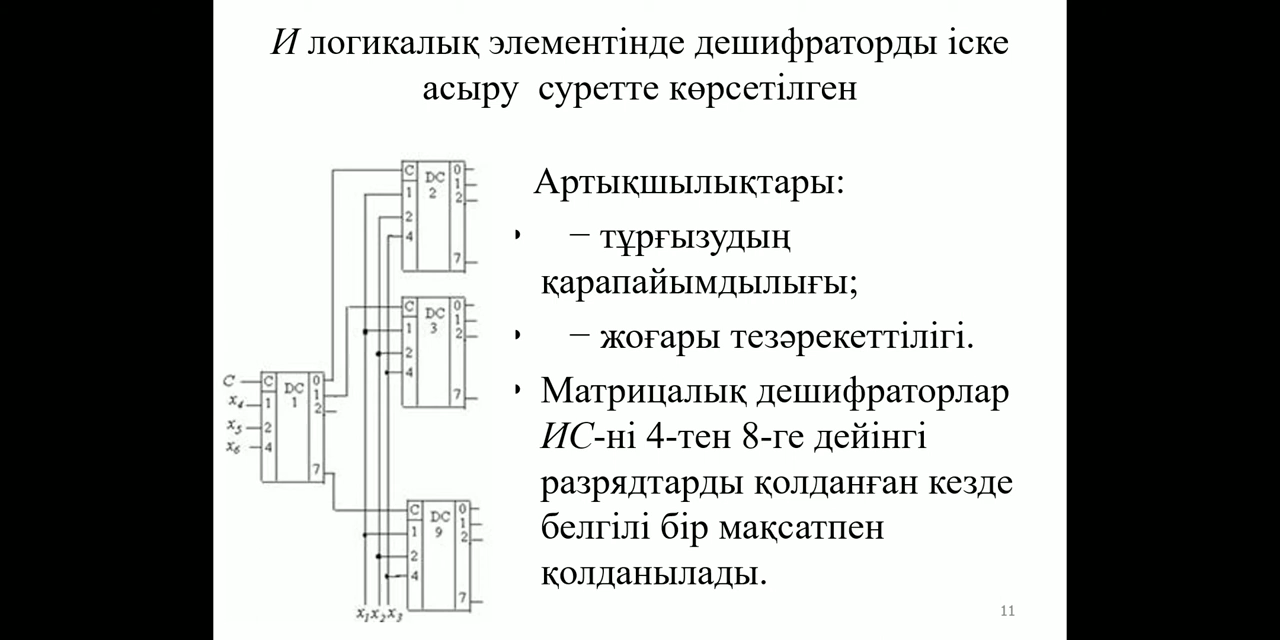 И логикалық элементінде дешифраторды іске
асыру суретте көрсетілген
Артықшылықтары:
− тұрғызудың
қарапайымдылығы;
− жоғары тезәрекеттілігі.
• Матрицалық дешифраторлар
ИС-ні 4-тен 8-ге дейінгі
разрядтарды қолданған кезде
белгілі бір мақсатпен
қолданылады.
C
DC
2
0
1
2
1
2
4
7
C
DC
3
0
1
2
1
2
4
7
C
x4
x5
x6
C
DC
1
0
1
2
1
2
4
7
C
DC
9
0
1
2
1
2
4
7
x1 x2 x3
11